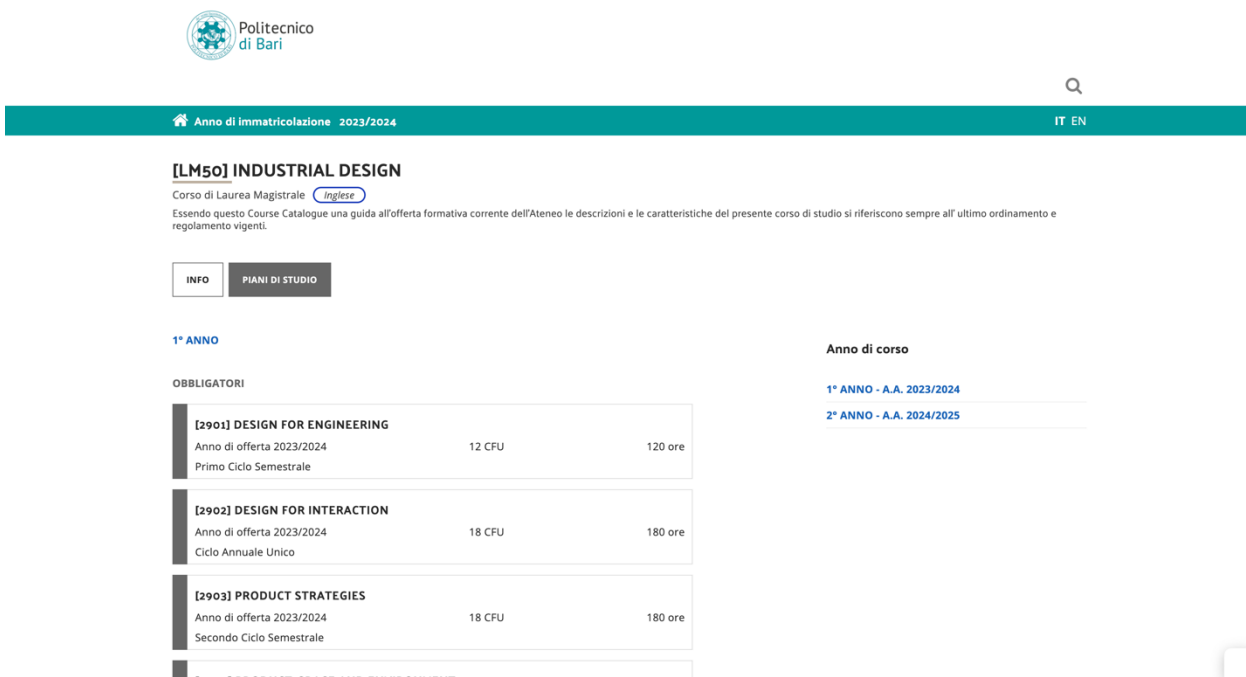 Politecnico
di Bari
Anno di immatricolazione 2023/2024
IT EN
[LM50] INDUSTRIAL DESIGN
Corso di Laurea Magistrale Inglese
Essendo questo Course Catalogue una guida all'offerta formativa corrente dell'Ateneo le descrizioni e le caratteristiche del presente corso di studio si riferiscono sempre all' ultimo ordinamento e
regolamento vigenti.
INFO PIANI DI STUDIO
1° ANNO
OBBLIGATORI
[2901] DESIGN FOR ENGINEERING
Anno di offerta 2023/2024 12 CFU 120 ore
Primo Ciclo Semestrale
[2902] DESIGN FOR INTERACTION
Anno di offerta 2023/2024 18 CFU 180 ore
Ciclo Annuale Unico
[2903] PRODUCT STRATEGIES
Anno di offerta 2023/2024 18 CFU 180 ore
Secondo Ciclo Semestrale
Anno di corso
1° ANNO - A.A. 2023/2024
2° ANNO - A.A. 2024/2025